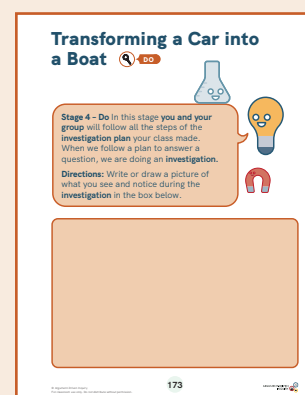 Transforming a Car into
a Boat DO
Stage 4 – Do In this stage you and your
group will follow all the steps of the
investigation plan your class made.
When we follow a plan to answer a
question, we are doing an investigation.
Directions: Write or draw a picture of
what you see and notice during the
investigation in the box below.
173